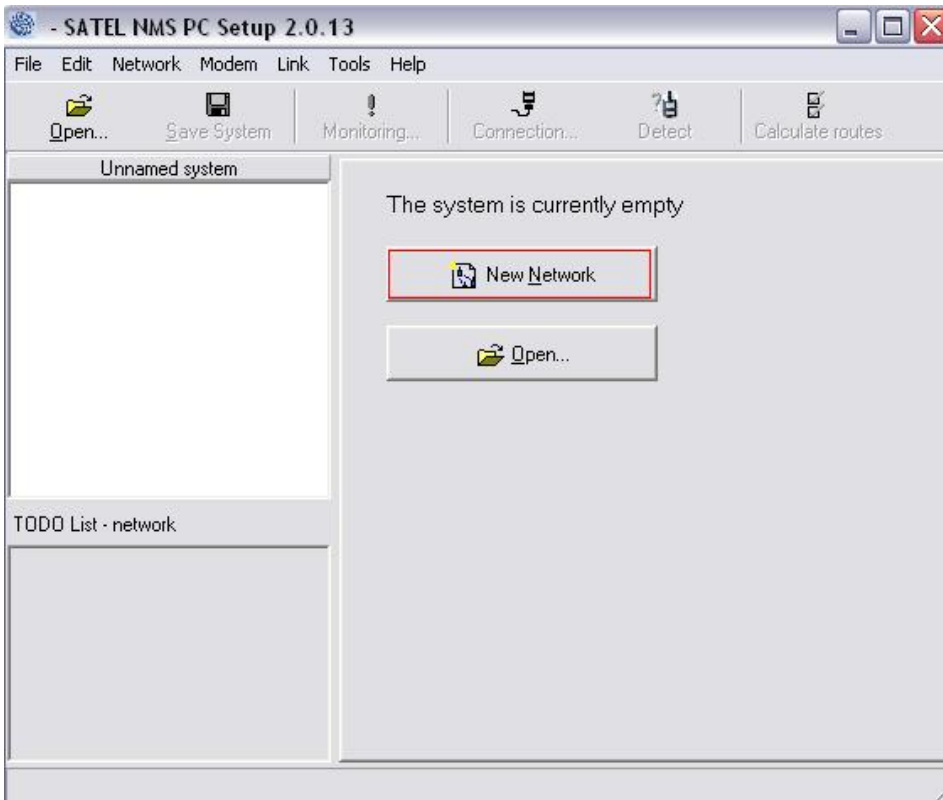 - SATEL NMS PC Setup 2.0.13
File Edit Network Modem Link Tools Help
Open... Save System Monitoring... Connection... Detect Calculate routes
Unnamed system
The system is currently empty
New Network
Open...
TODO List - network